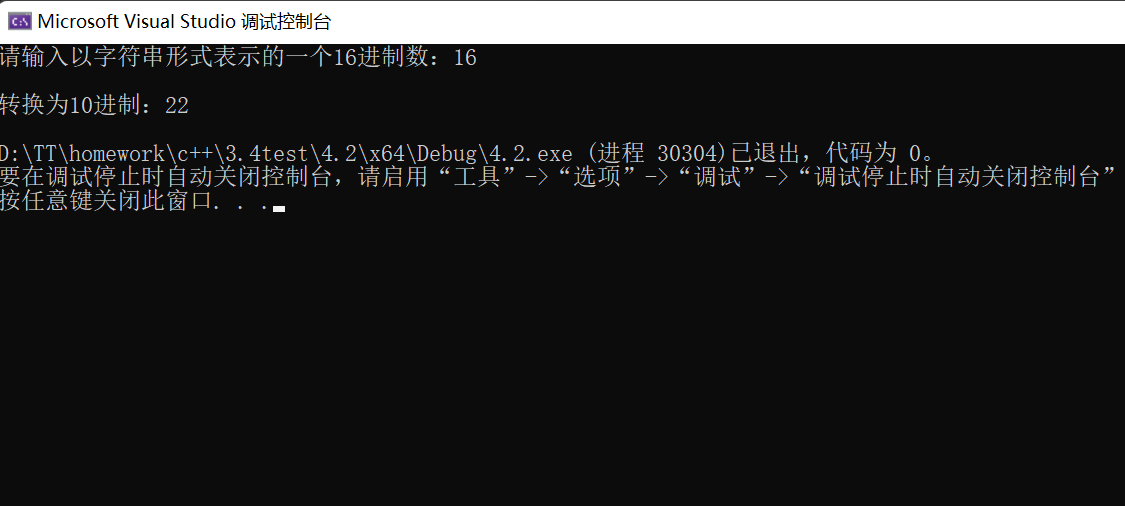 Microsoft Visual Studio 调试控制台
请输入以字符串形式表示的一个16进制数：16
转换为10进制：22
D:\TT\homework\c++\3.4test\4.2\x64\Debug\4.2.exe (进程 30304)已退出，代码为 0。
要在调试停止时自动关闭控制台，请启用“工具”->“选项”->“调试”->“调试停止时自动关闭控制台”
按任意键关闭此窗口. . .